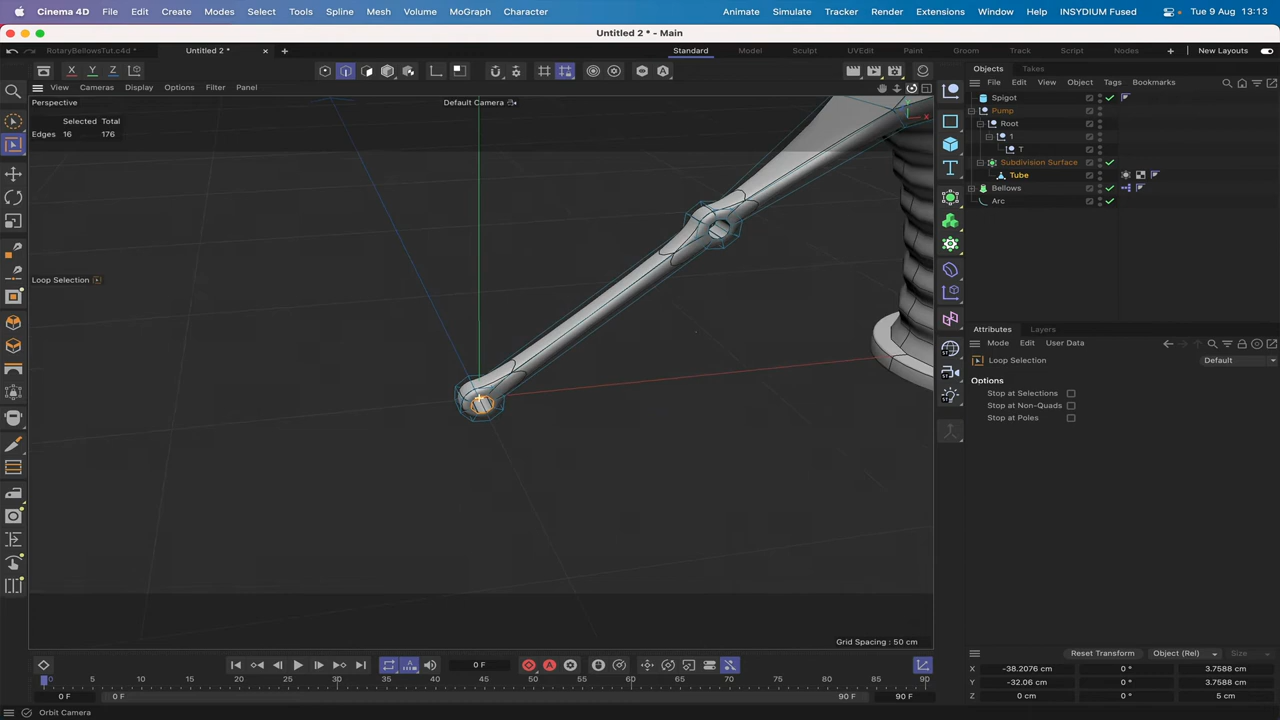 Cinema 4D File Edit Create Modes Select Tools Spline Mesh Volume MoGraph Character Animate Simulate Tracker Render Extensions Window Help INSYDIUM Fused Tue 9 Aug 13:13
Untitled 2 * - Main
RotaryBellowsTut.c4d * Untitled 2 * Standard Model Sculpt UVEdit Paint Groom Track Script Nodes New Layouts
X Y Z
Objects Takes
View Cameras Display Options Filter Panel
File Edit View Object Tags Bookmarks
Perspective Default Camera
Selected Total
Edges 16 176
Spigot
Pump
Root
1
T
Subdivision Surface
Tube
Bellows
Arc
Y
X
Loop Selection
Attributes Layers
Mode Edit User Data
Loop Selection Default
Options
Stop at Selections
Stop at Non-Quads
Stop at Poles
Grid Spacing : 50 cm
0 F
Reset Transform Object (Rel) Size
X -38.2076 cm 0 ° 3.7588 cm
Y -32.06 cm 0 ° 3.7588 cm
Z 0 cm 0 ° 5 cm
0 5 10 15 20 25 30 35 40 45 50 55 60 65 70 75 80 85 90
0 F 0 F 90 F 90 F
Orbit Camera